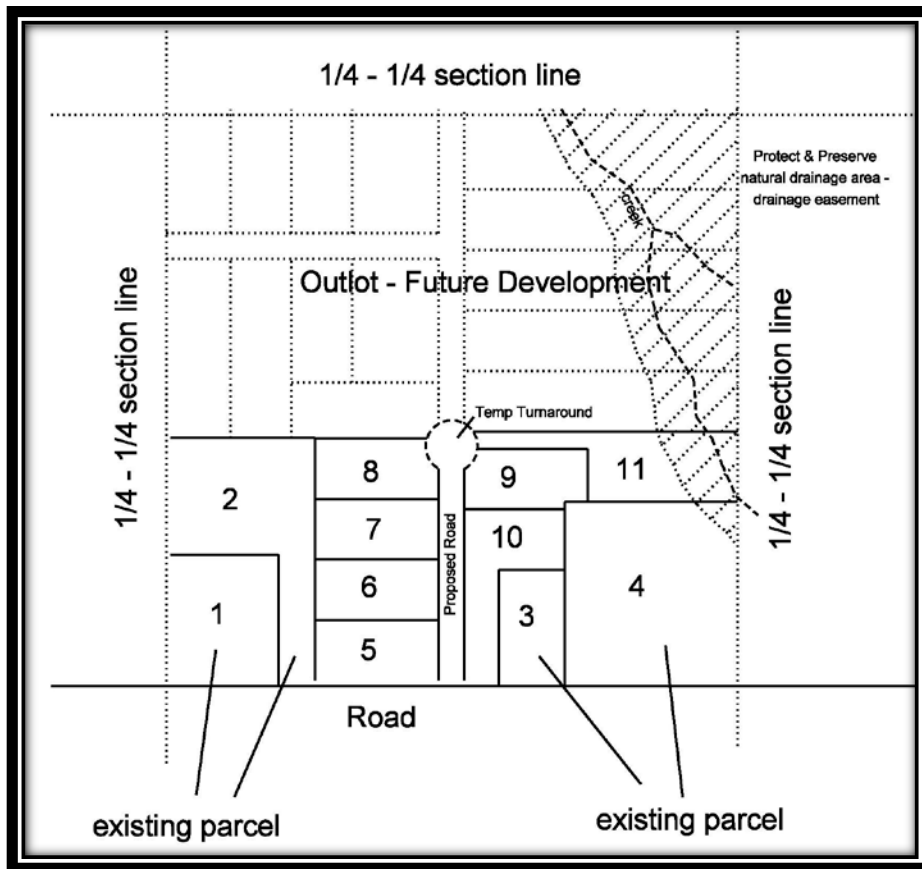 1/4 - 1/4 section line
Protect & Preserve
natural drainage area -
drainage easement
creek
Outlot - Future Development
1/4 - 1/4 section line
1/4 - 1/4 section line
Temp Turnaround
8
9
11
2
7
10
6
4
1
3
5
Proposed Road
Road
existing parcel
existing parcel